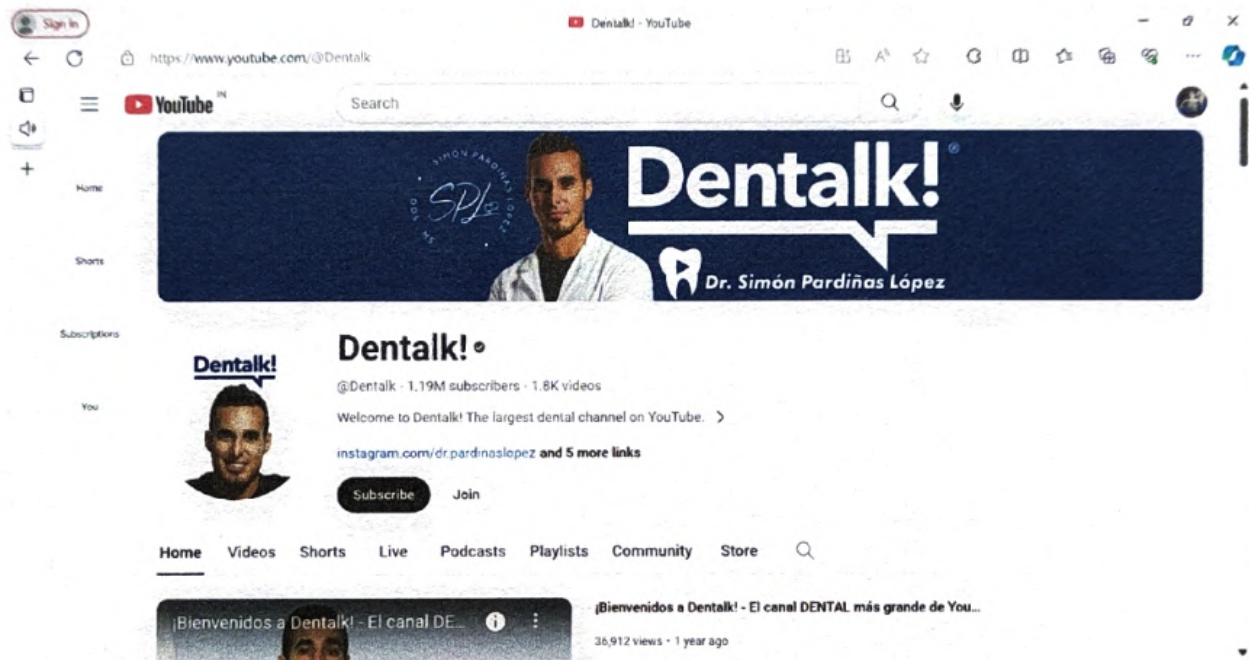 Sign in
Dentalk! - YouTube
https://www.youtube.com/@Dentalk
YouTube IN
Search
Home
Shorts
Subscriptions
You
SIMÓN PARDIÑAS LÓPEZ
SPL
Dentalk!®
Dr. Simón Pardiñas López
Dentalk!
Dentalk!
@Dentalk · 1.19M subscribers · 1.8K videos
Welcome to Dentalk! The largest dental channel on YouTube.
instagram.com/dr.pardinaslopez and 5 more links
Subscribe Join
Home Videos Shorts Live Podcasts Playlists Community Store
¡Bienvenidos a Dentalk! - El canal DE...
¡Bienvenidos a Dentalk! - El canal DENTAL más grande de You...
36,912 views · 1 year ago